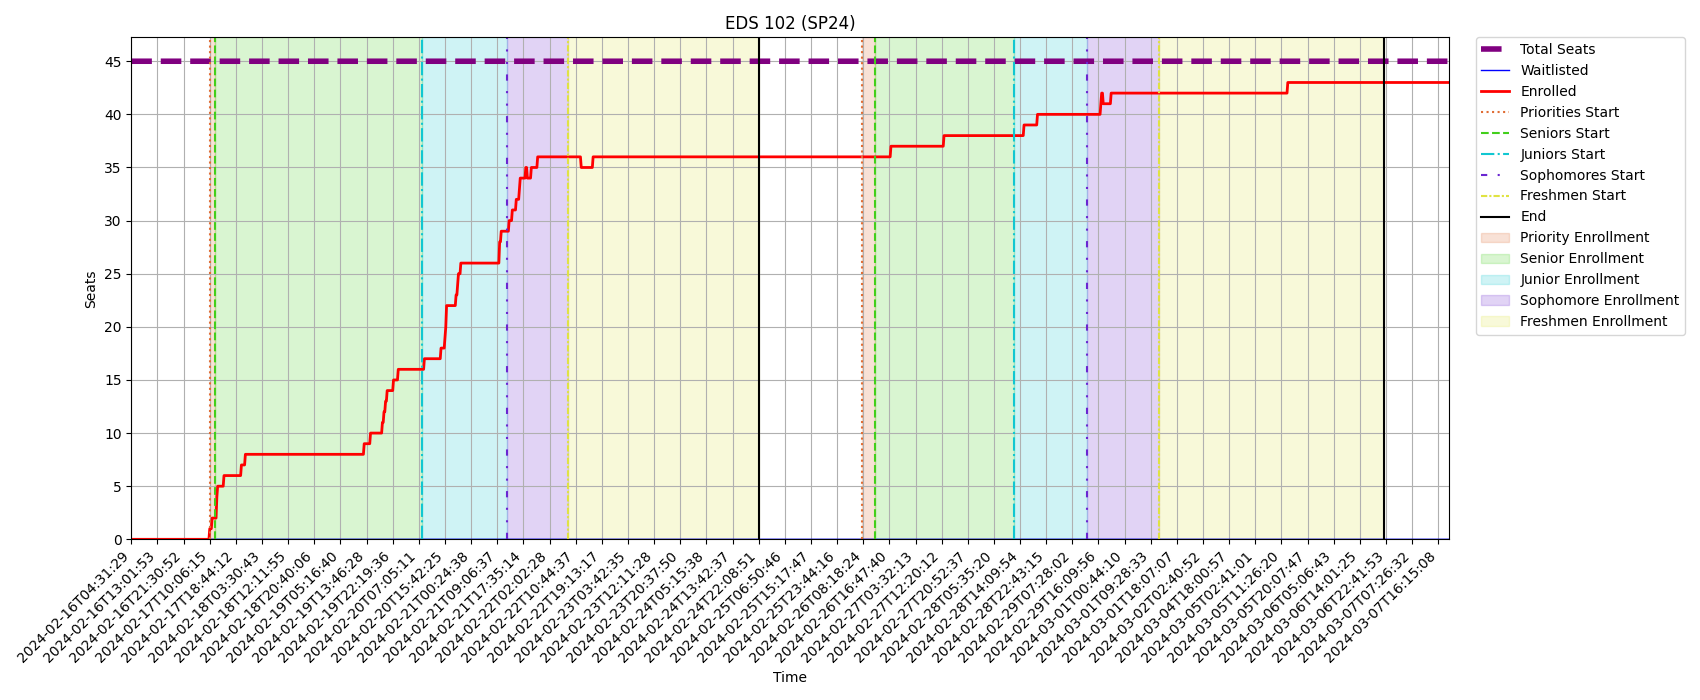 EDS 102 (SP24)
Total Seats
Waitlisted
Enrolled
Priorities Start
Seniors Start
Juniors Start
Sophomores Start
Freshmen Start
End
Priority Enrollment
Senior Enrollment
Junior Enrollment
Sophomore Enrollment
Freshmen Enrollment
Seats
45
40
35
30
25
20
15
10
5
0
2024-02-16T04:31:29
2024-02-16T13:01:53
2024-02-16T21:30:52
2024-02-17T10:06:15
2024-02-17T18:44:12
2024-02-18T03:30:43
2024-02-18T12:11:55
2024-02-18T20:40:06
2024-02-19T05:16:40
2024-02-19T13:46:28
2024-02-19T22:19:36
2024-02-20T07:05:11
2024-02-20T15:42:25
2024-02-21T00:24:38
2024-02-21T09:06:37
2024-02-21T17:35:14
2024-02-22T02:02:28
2024-02-22T10:44:37
2024-02-22T19:13:17
2024-02-23T03:42:35
2024-02-23T12:11:28
2024-02-23T20:37:50
2024-02-24T05:15:38
2024-02-24T13:42:37
2024-02-24T22:08:51
2024-02-25T06:50:46
2024-02-25T15:17:47
2024-02-25T23:44:16
2024-02-26T08:18:24
2024-02-26T16:47:40
2024-02-27T03:32:13
2024-02-27T12:20:12
2024-02-27T20:52:37
2024-02-28T05:35:20
2024-02-28T14:09:54
2024-02-28T22:43:15
2024-02-29T07:28:02
2024-02-29T16:09:56
2024-03-01T00:44:10
2024-03-01T09:28:33
2024-03-01T18:07:07
2024-03-02T02:40:52
2024-03-04T18:00:57
2024-03-05T02:41:01
2024-03-05T11:26:20
2024-03-05T20:07:47
2024-03-06T05:06:43
2024-03-06T14:01:25
2024-03-06T22:41:53
2024-03-07T07:26:32
2024-03-07T16:15:08
Time